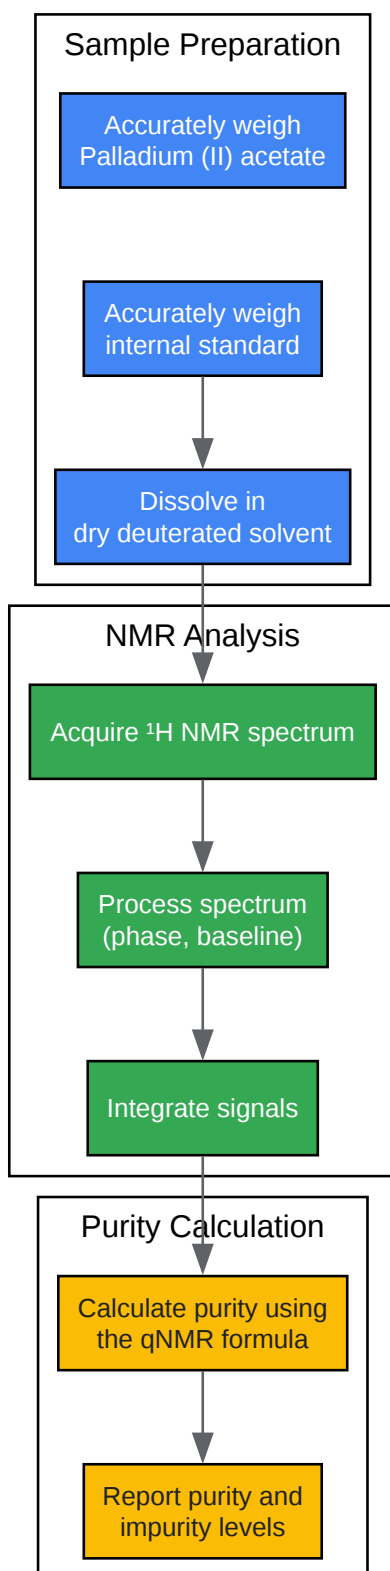 Sample Preparation
Accurately weigh
Palladium (II) acetate
Accurately weigh
internal standard
Dissolve in
dry deuterated solvent
NMR Analysis
Acquire ¹H NMR spectrum
Process spectrum
(phase, baseline)
Integrate signals
Purity Calculation
Calculate purity using
the qNMR formula
Report purity and
impurity levels